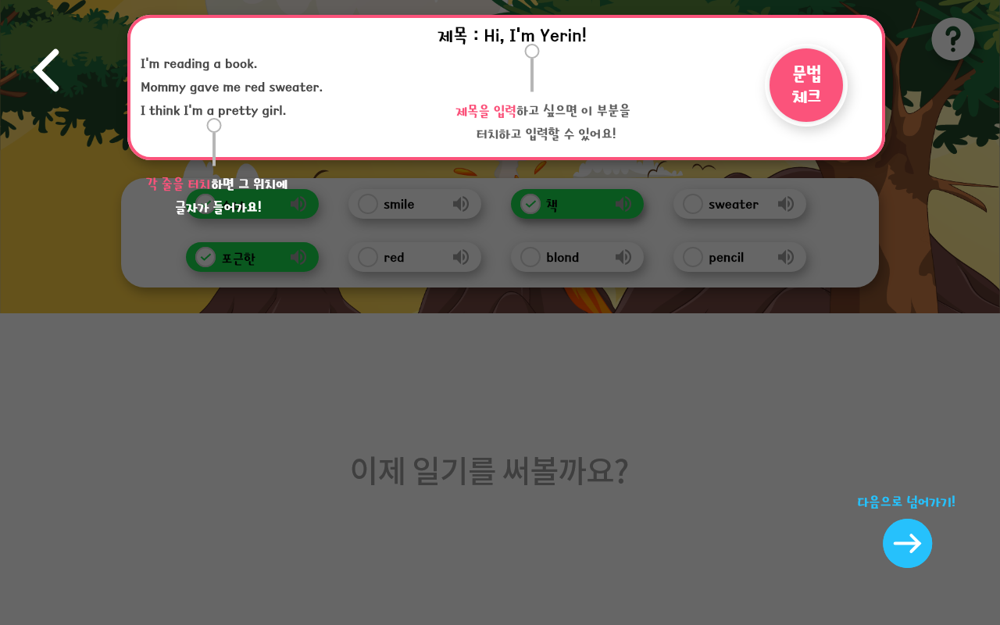 제목 : Hi, I'm Yerin!
I'm reading a book.
Mommy gave me red sweater.
I think I'm a pretty girl.
제목을 입력하고 싶으면 이 부분을
터치하고 입력할 수 있어요!
문법
체크
?
각 줄을 터치하면 그 위치에
글자가 들어가요!
smile
책
sweater
포근한
red
blond
pencil
이제 일기를 써볼까요?
다음으로 넘어가기!